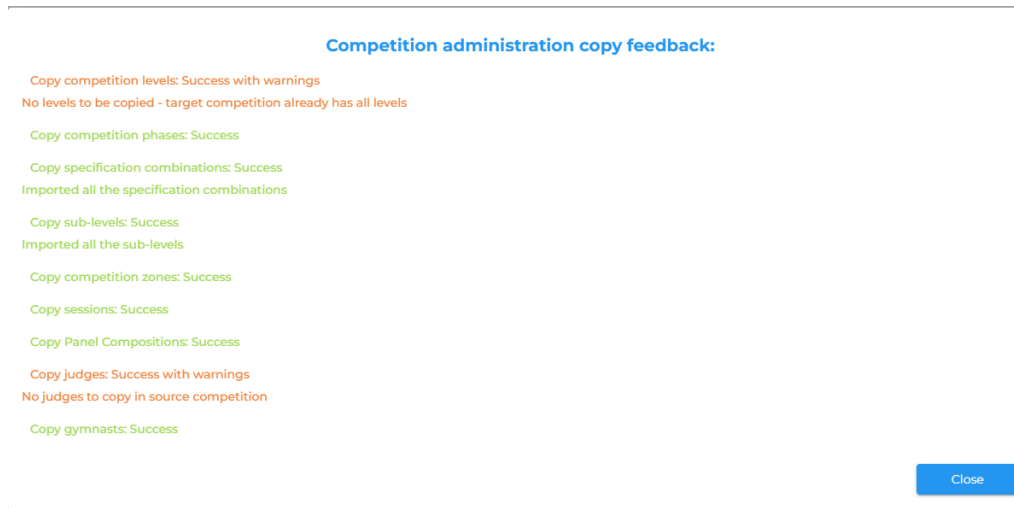 Competition administration copy feedback:
Copy competition levels: Success with warnings
No levels to be copied - target competition already has all levels
Copy competition phases: Success
Copy specification combinations: Success
Imported all the specification combinations
Copy sub-levels: Success
Imported all the sub-levels
Copy competition zones: Success
Copy sessions: Success
Copy Panel Compositions: Success
Copy judges: Success with warnings
No judges to copy in source competition
Copy gymnasts: Success
Close